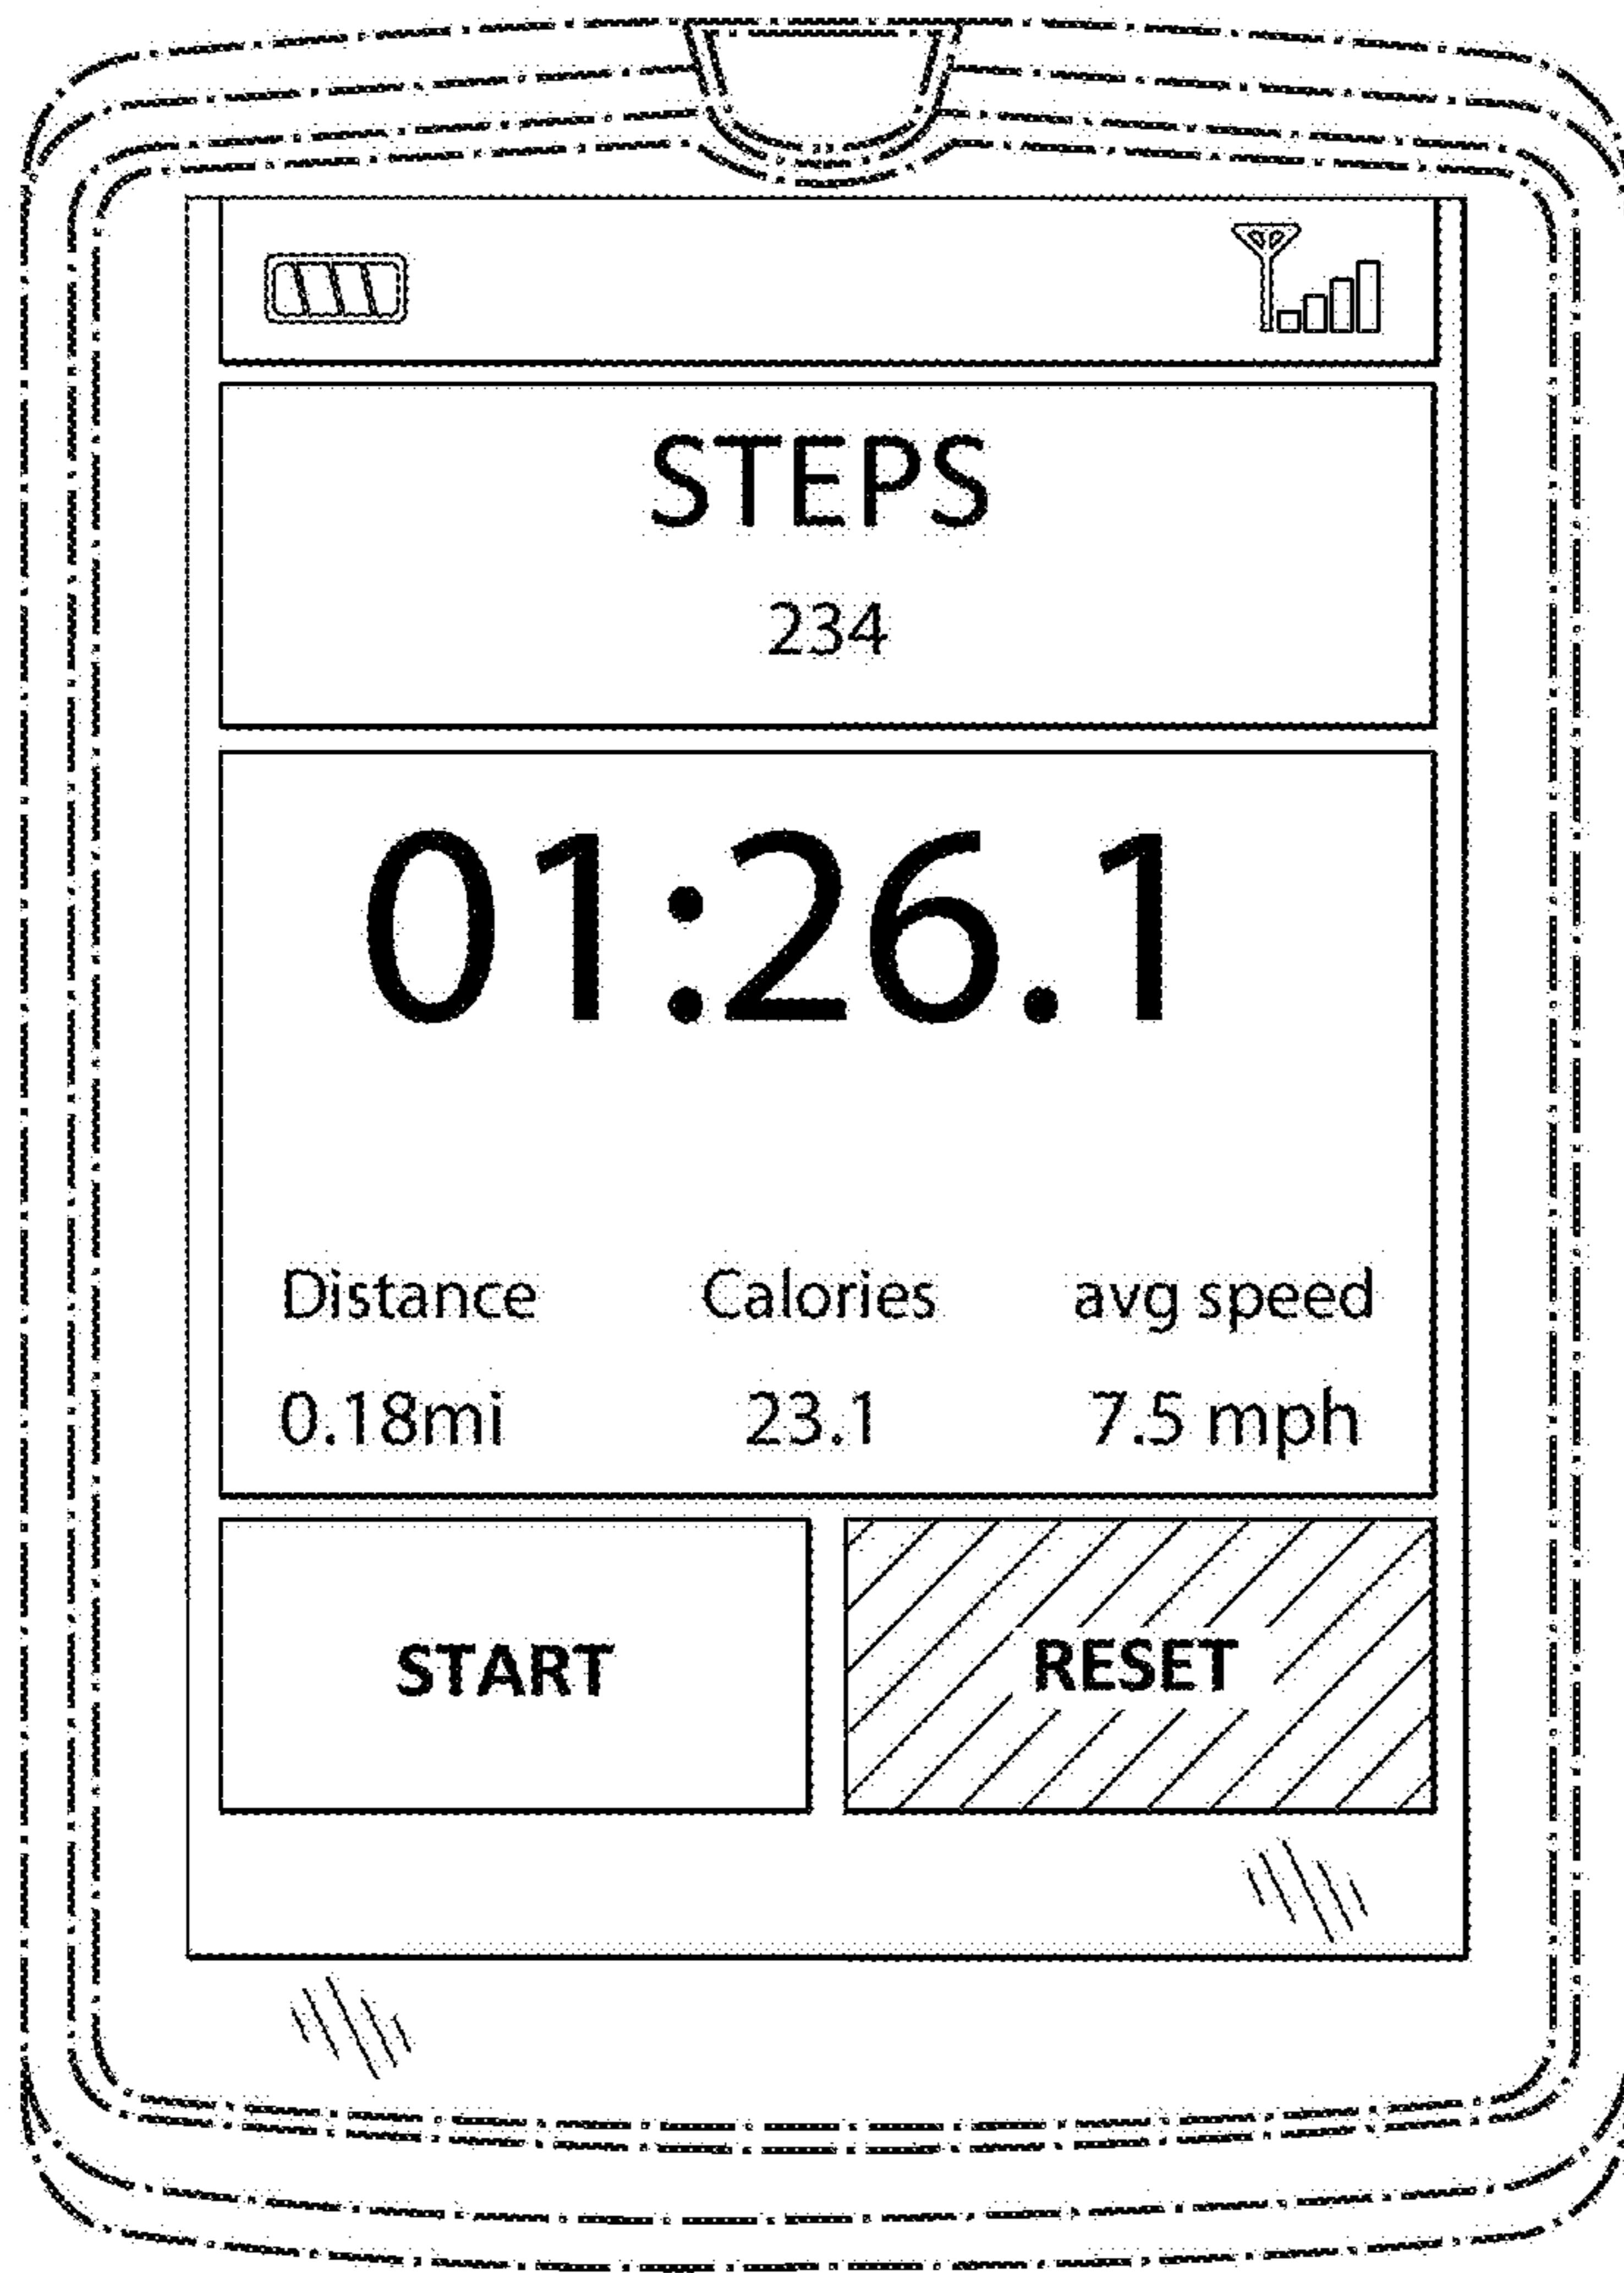 STEPS
234
01:26.1
Distance Calories avg speed
0.18mi 23.1 7.5 mph
START RESET